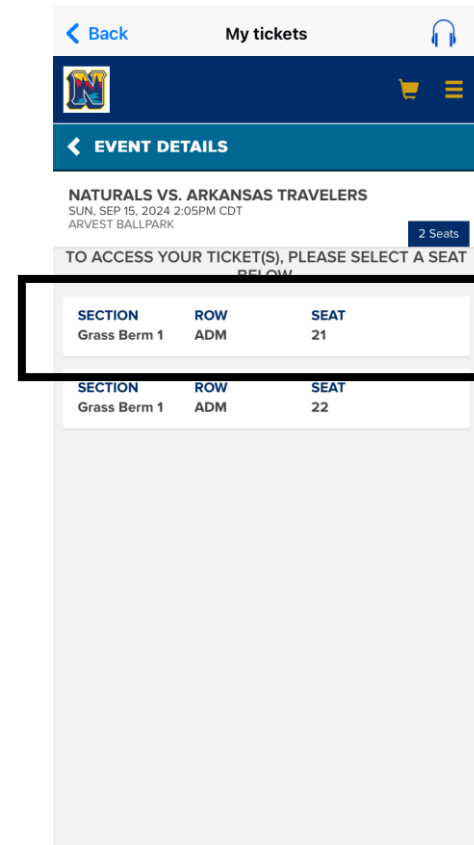 Back My tickets
N
EVENT DETAILS
NATURALS VS. ARKANSAS TRAVELERS
SUN, SEP 15, 2024 2:05PM CDT
ARVEST BALLPARK
2 Seats
TO ACCESS YOUR TICKET(S), PLEASE SELECT A SEAT
BELOW
SECTION ROW SEAT
Grass Berm 1 ADM 21
SECTION ROW SEAT
Grass Berm 1 ADM 22